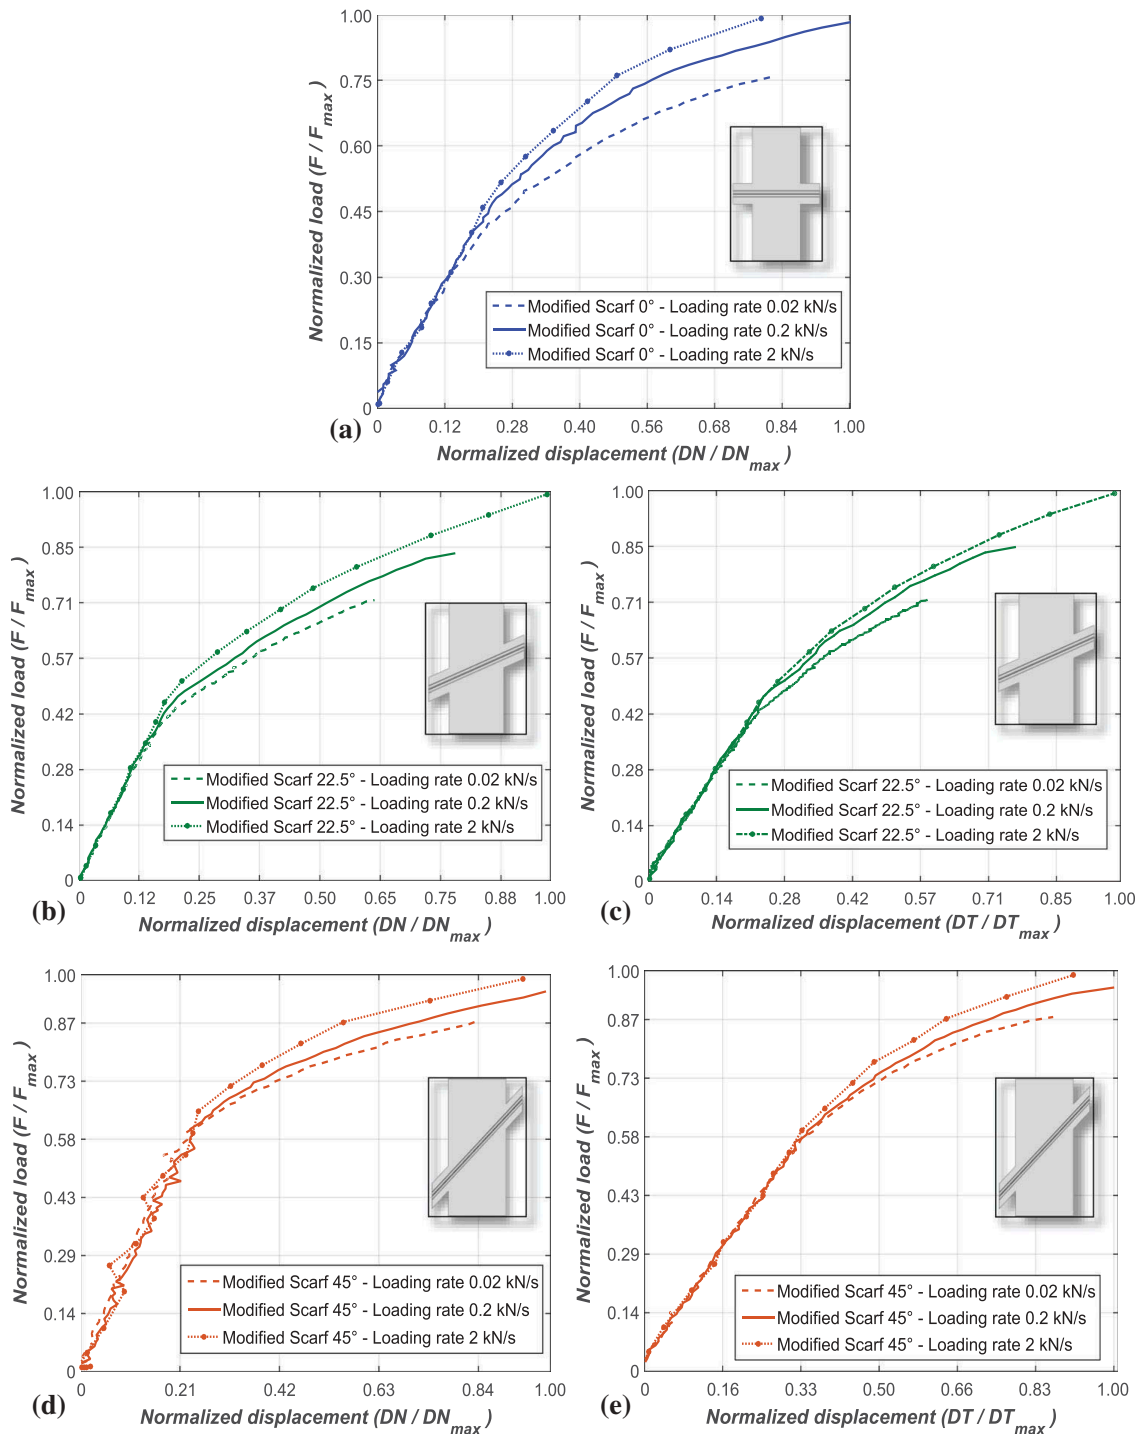 1.00
0.75
0.60
0.45
0.30
0.15
0
Normalized load (F / F_max)
Modified Scarf 0° - Loading rate 0.02 kN/s
Modified Scarf 0° - Loading rate 0.2 kN/s
Modified Scarf 0° - Loading rate 2 kN/s
0 0.12 0.28 0.40 0.56 0.68 0.84 1.00
(a)
Normalized displacement (DN / DN_max)
1.00
0.85
0.71
0.57
0.42
0.28
0.14
0
Normalized load (F / F_max)
Modified Scarf 22.5° - Loading rate 0.02 kN/s
Modified Scarf 22.5° - Loading rate 0.2 kN/s
Modified Scarf 22.5° - Loading rate 2 kN/s
0 0.12 0.25 0.37 0.50 0.62 0.75 0.87 1.00
(b)
Normalized displacement (DN / DN_max)
1.00
0.85
0.71
0.57
0.42
0.28
0.14
0
Normalized load (F / F_max)
Modified Scarf 22.5° - Loading rate 0.02 kN/s
Modified Scarf 22.5° - Loading rate 0.2 kN/s
Modified Scarf 22.5° - Loading rate 2 kN/s
0 0.14 0.28 0.42 0.57 0.71 0.85 1.00
(c)
Normalized displacement (DT / DT_max)
1.00
0.87
0.73
0.58
0.43
0.29
0.14
0
Normalized load (F / F_max)
Modified Scarf 45° - Loading rate 0.02 kN/s
Modified Scarf 45° - Loading rate 0.2 kN/s
Modified Scarf 45° - Loading rate 2 kN/s
0 0.21 0.42 0.63 0.84 1.00
(d)
Normalized displacement (DN / DN_max)
1.00
0.87
0.73
0.58
0.43
0.29
0.14
0
Normalized load (F / F_max)
Modified Scarf 45° - Loading rate 0.02 kN/s
Modified Scarf 45° - Loading rate 0.2 kN/s
Modified Scarf 45° - Loading rate 2 kN/s
0 0.16 0.33 0.50 0.66 0.83 1.00
(e)
Normalized displacement (DT / DT_max)